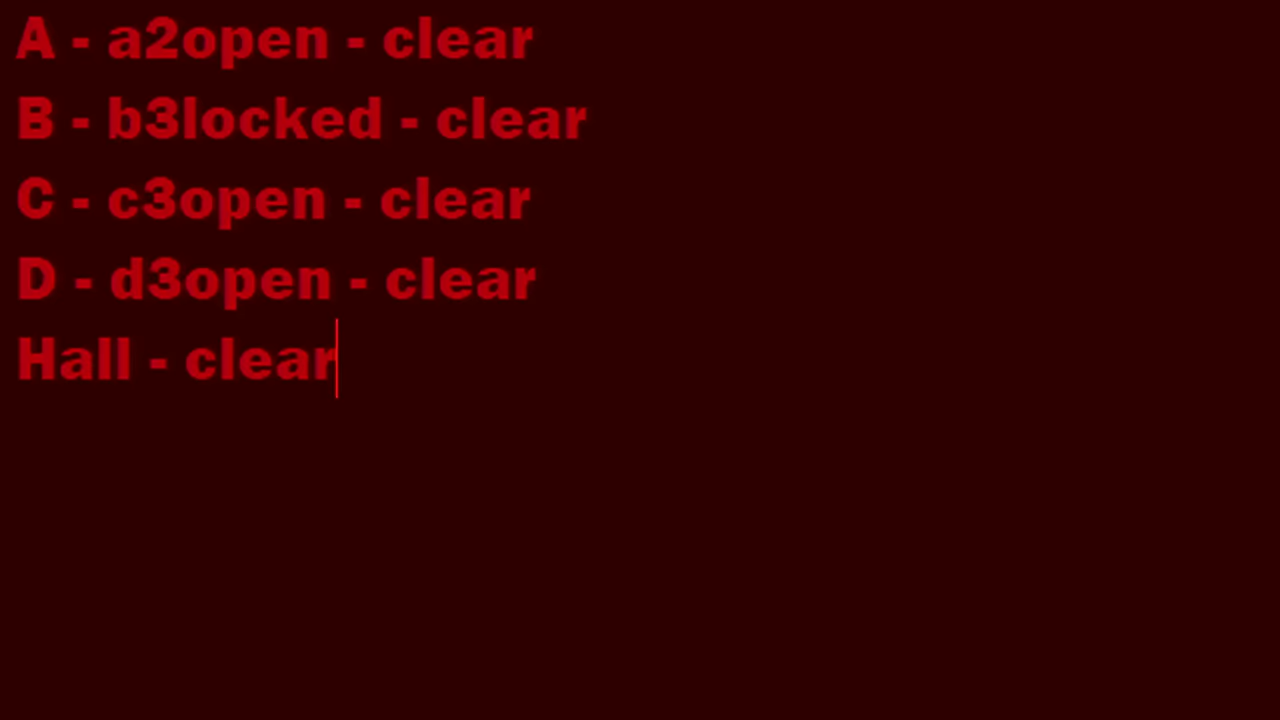 A - a2open - clear
B - b3locked - clear
C - c3open - clear
D - d3open - clear
Hall - clear